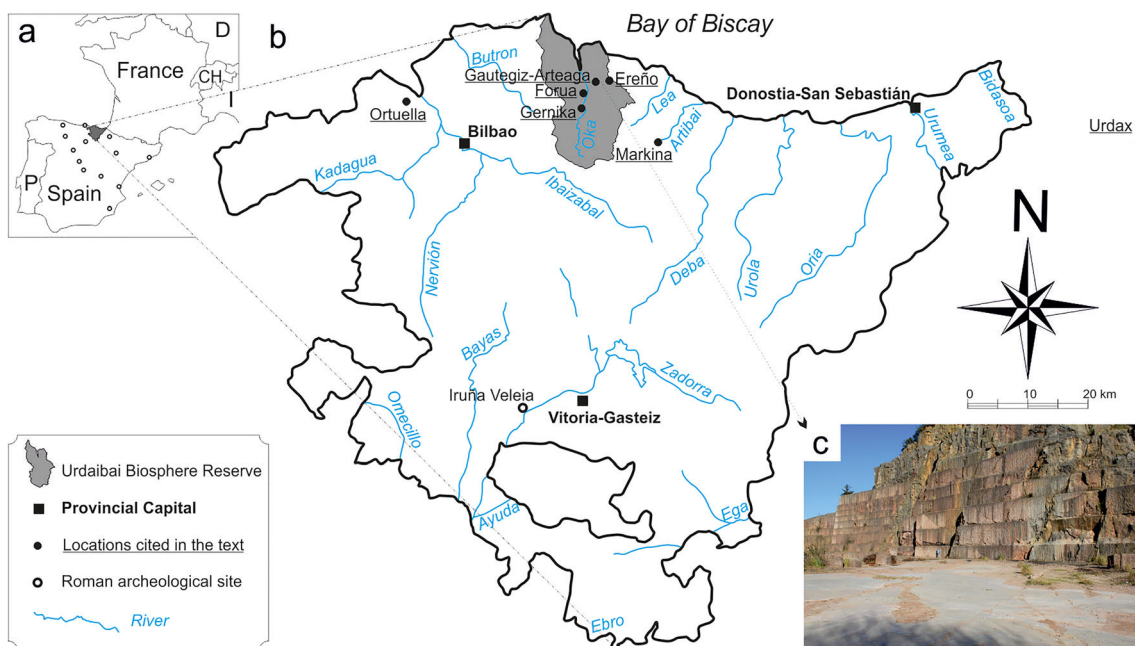 a
D
France
CH
I
P
Spain
b
Bay of Biscay
Butron
Gautegiz-Arteaga
Ereño
Forua
Gernika
Oka
Lea
Artibai
Markina
Ortuella
Bilbao
Donostia-San Sebastián
Bidasoa
Urumea
Urdax
Kadagua
Ibaizabal
Nervión
Deba
Urola
Oria
N
Bayas
Zadorra
Iruña Veleia
Vitoria-Gasteiz
Omecillo
0 10 20 km
Ayuda
Ega
Ebro
c
Urdaibai Biosphere Reserve
Provincial Capital
Locations cited in the text
Roman archeological site
River